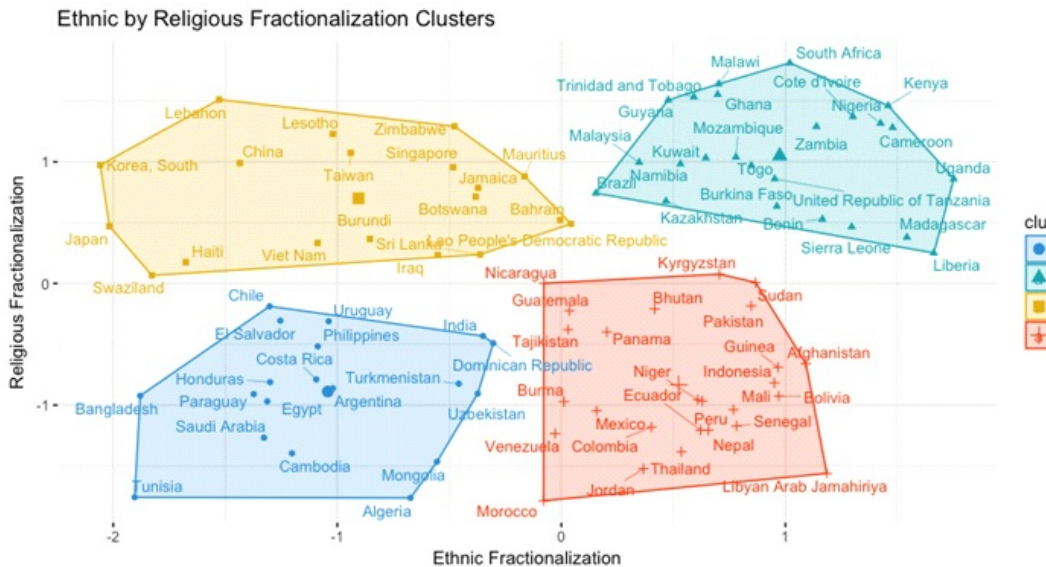 Ethnic by Religious Fractionalization Clusters
Religious Fractionalization
South Africa
Malawi
Cote d'Ivoire
Trinidad and Tobago
Kenya
Lebanon
Guyana
Ghana
Nigeria
Lesotho
Zimbabwe
Malaysia
Mozambique
Cameroon
Zambia
1
Korea, South
China
Singapore
Mauritius
Kuwait
Taiwan
Togo
Uganda
Namibia
Jamaica
Brazil
Burkina Faso
United Republic of Tanzania
Botswana
Burundi
Bahrain
Kazakhstan
Benin
Madagascar
Japan
Sri Lanka
Lao People's Democratic Republic
Sierra Leone
Haiti
Viet Nam
Iraq
Liberia
Swaziland
Nicaragua
Kyrgyzstan
0
Chile
Uruguay
Guatemala
Bhutan
Sudan
El Salvador
Philippines
India
Tajikistan
Panama
Pakistan
Costa Rica
Dominican Republic
Guinea
Afghanistan
Honduras
Turkmenistan
Burma
Niger
Indonesia
Bangladesh
Paraguay
Egypt
Argentina
Uzbekistan
Ecuador
Mali
Bolivia
-1
Saudi Arabia
Mexico
Peru
Senegal
Venezuela
Colombia
Nepal
Cambodia
Mongolia
Thailand
Tunisia
Jordan
Libyan Arab Jamahiriya
Algeria
Morocco
-2
-1
0
1
Ethnic Fractionalization
clu